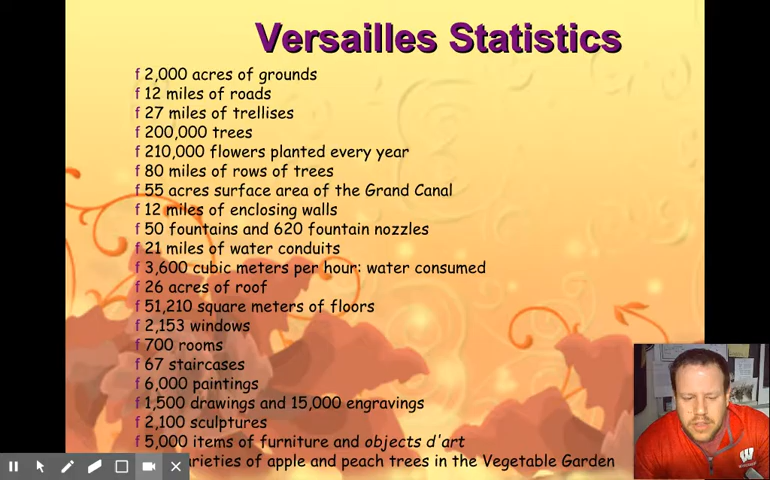 Versailles Statistics
f 2,000 acres of grounds
f 12 miles of roads
f 27 miles of trellises
f 200,000 trees
f 210,000 flowers planted every year
f 80 miles of rows of trees
f 55 acres surface area of the Grand Canal
f 12 miles of enclosing walls
f 50 fountains and 620 fountain nozzles
f 21 miles of water conduits
f 3,600 cubic meters per hour: water consumed
f 26 acres of roof
f 51,210 square meters of floors
f 2,153 windows
f 700 rooms
f 67 staircases
f 6,000 paintings
f 1,500 drawings and 15,000 engravings
f 2,100 sculptures
f 5,000 items of furniture and objects d'art
of apple and peach trees in the Vegetable Garden
W